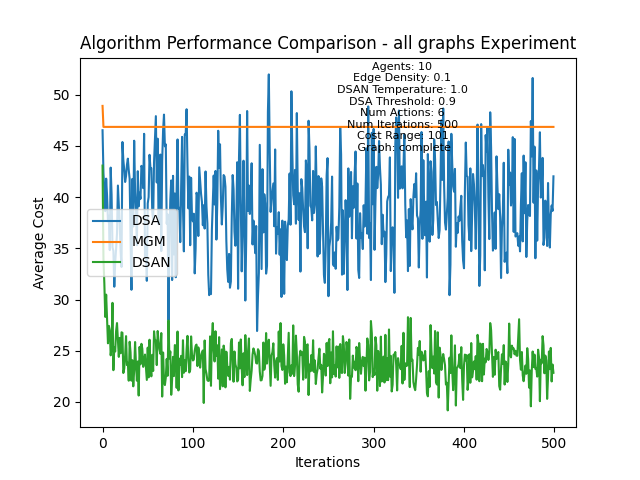 Algorithm Performance Comparison - all graphs Experiment
Agents: 10
Edge Density: 0.1
DSAN Temperature: 1.0
DSA Threshold: 0.9
Num Actions: 6
Num Iterations: 500
Cost Range: 101
Graph: complete
50
45
40
35
30
25
20
Average Cost
DSA
MGM
DSAN
0 100 200 300 400 500
Iterations